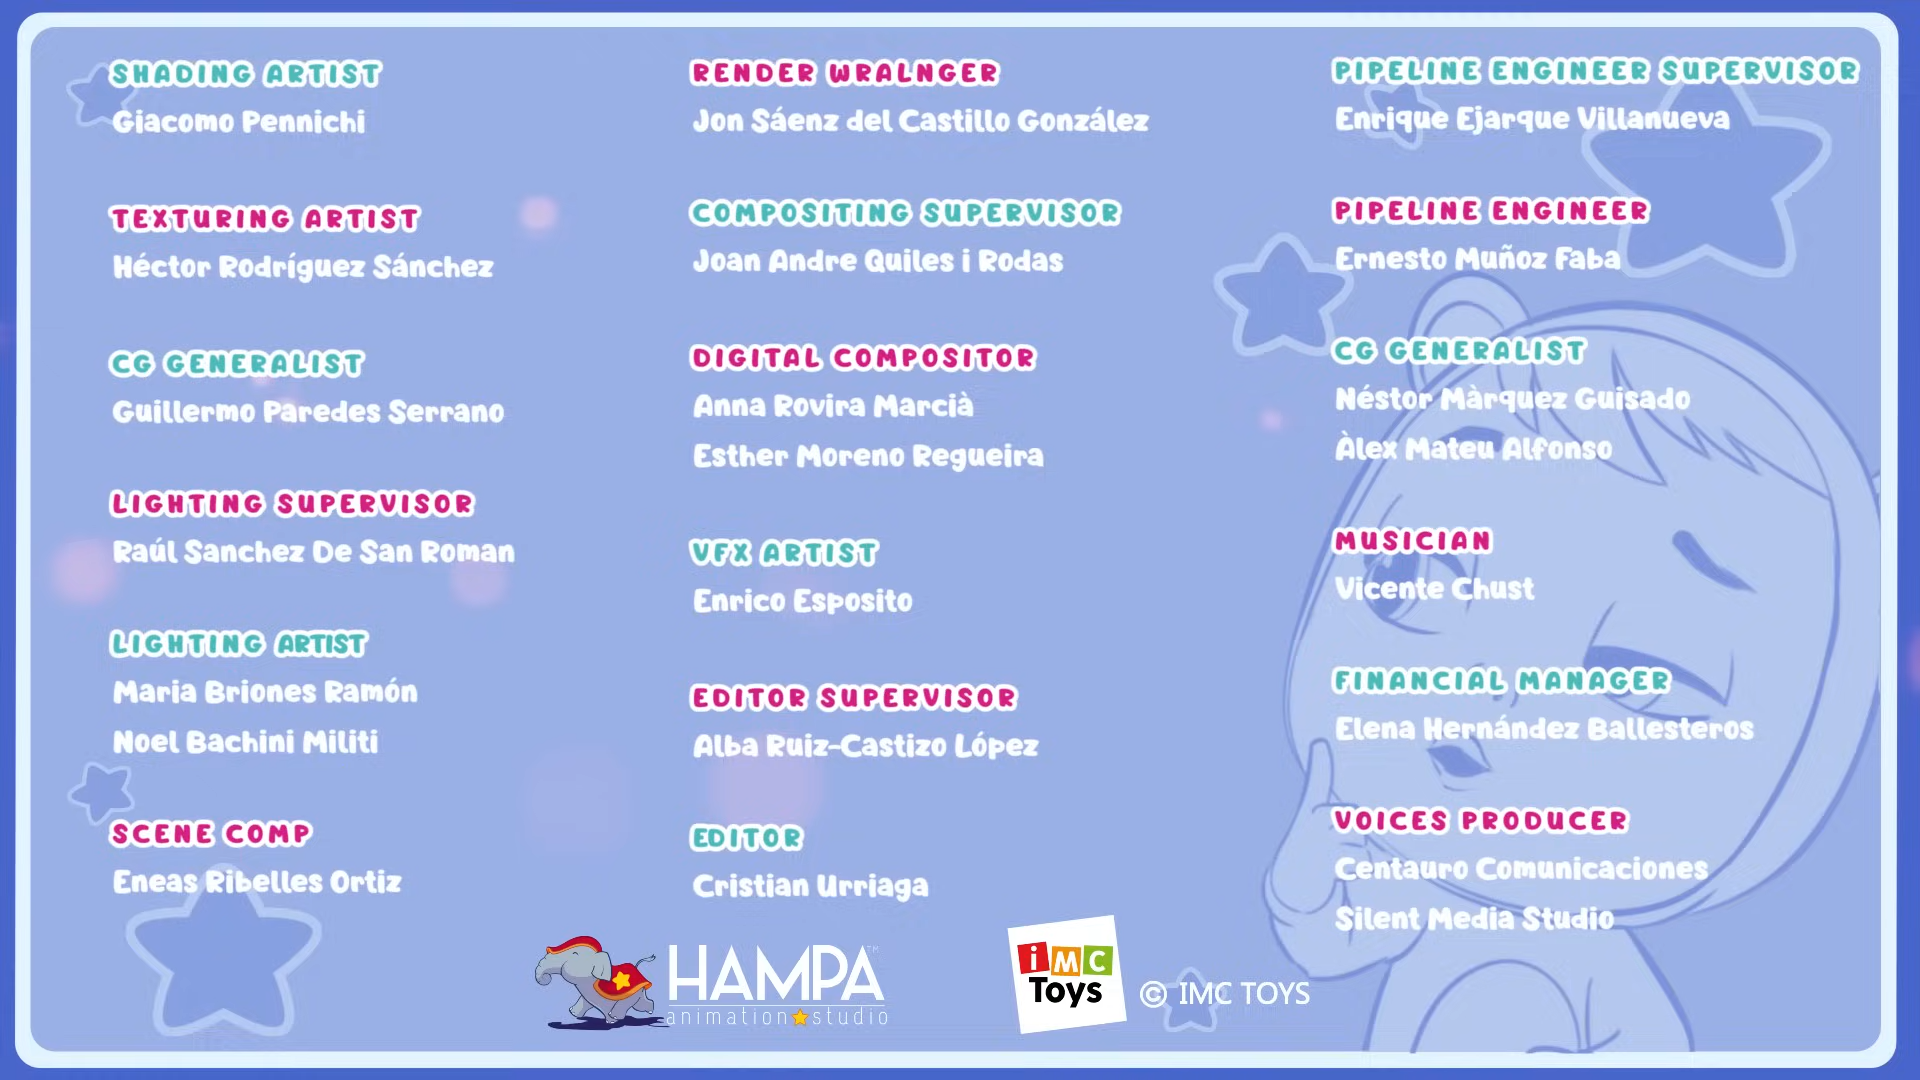 SHADING ARTIST
Giacomo Pennichi
TEXTURING ARTIST
Héctor Rodríguez Sánchez
CG GENERALIST
Guillermo Paredes Serrano
LIGHTING SUPERVISOR
Raúl Sanchez De San Roman
LIGHTING ARTIST
Maria Briones Ramón
Noel Bachini Militi
SCENE COMP
Eneas Ribelles Ortiz
RENDER WRALNGER
Jon Sáenz del Castillo González
COMPOSITING SUPERVISOR
Joan Andre Quiles i Rodas
DIGITAL COMPOSITOR
Anna Rovira Marcià
Esther Moreno Regueira
VFX ARTIST
Enrico Esposito
EDITOR SUPERVISOR
Alba Ruiz-Castizo López
EDITOR
Cristian Urriaga
PIPELINE ENGINEER SUPERVISOR
Enrique Ejarque Villanueva
PIPELINE ENGINEER
Ernesto Muñoz Faba
CG GENERALIST
Néstor Màrquez Guisado
Àlex Mateu Alfonso
MUSICIAN
Vicente Chust
FINANCIAL MANAGER
Elena Hernández Ballesteros
VOICES PRODUCER
Centauro Comunicaciones
Silent Media Studio
HAMPA™
animation studio
iMC
Toys
© IMC TOYS